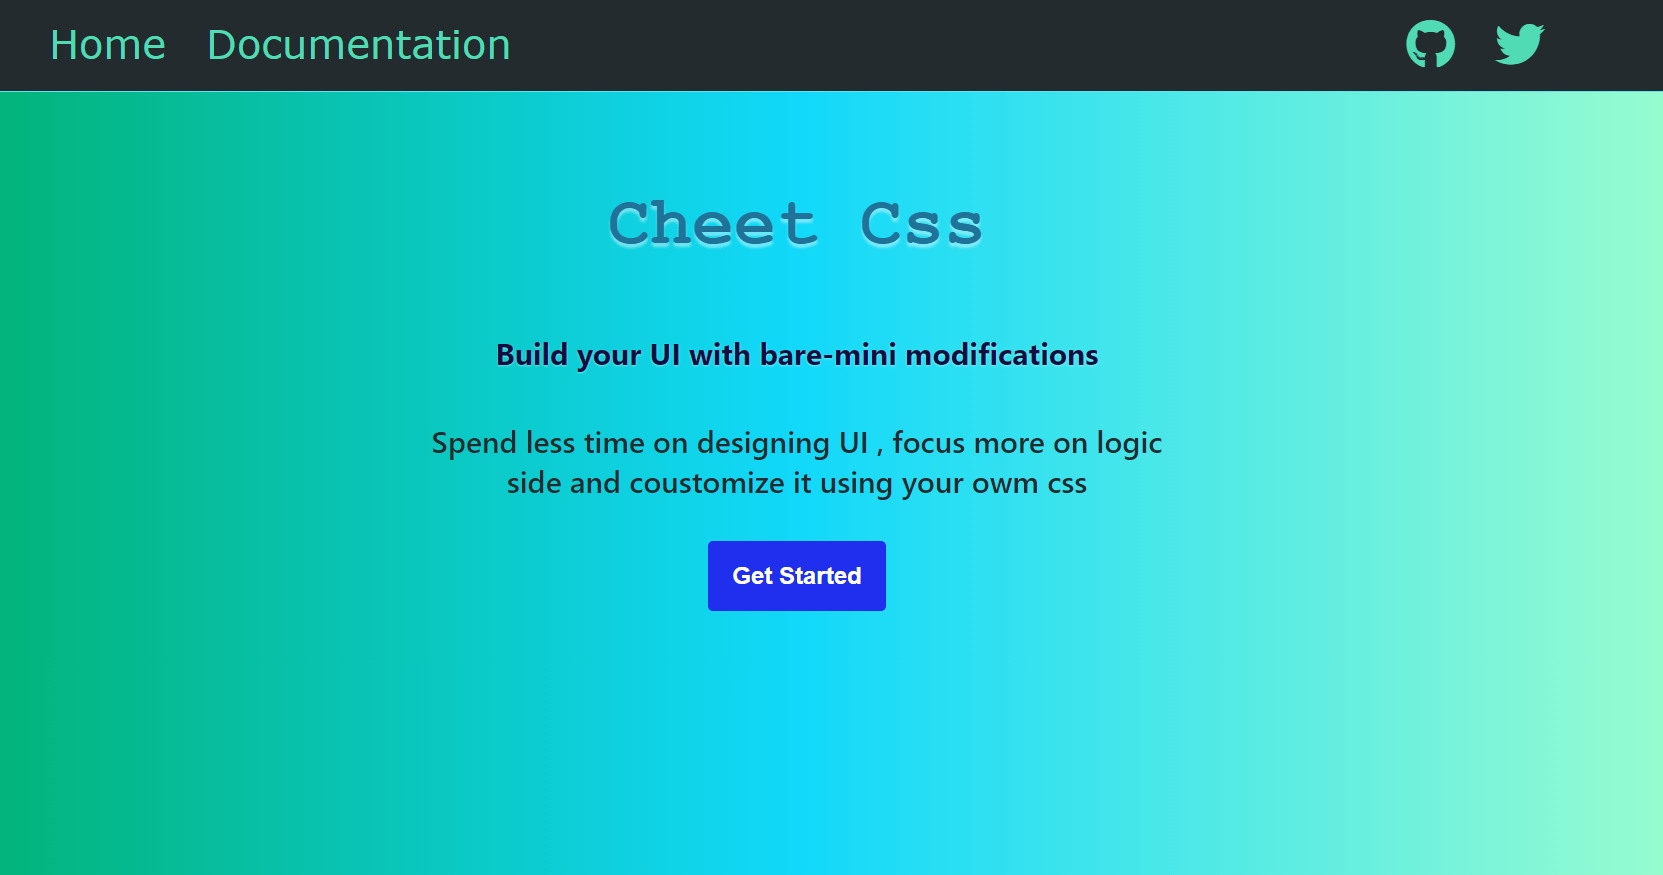 Home Documentation
Cheet Css
Build your UI with bare-mini modifications
Spend less time on designing UI , focus more on logic
side and coustomize it using your owm css
Get Started